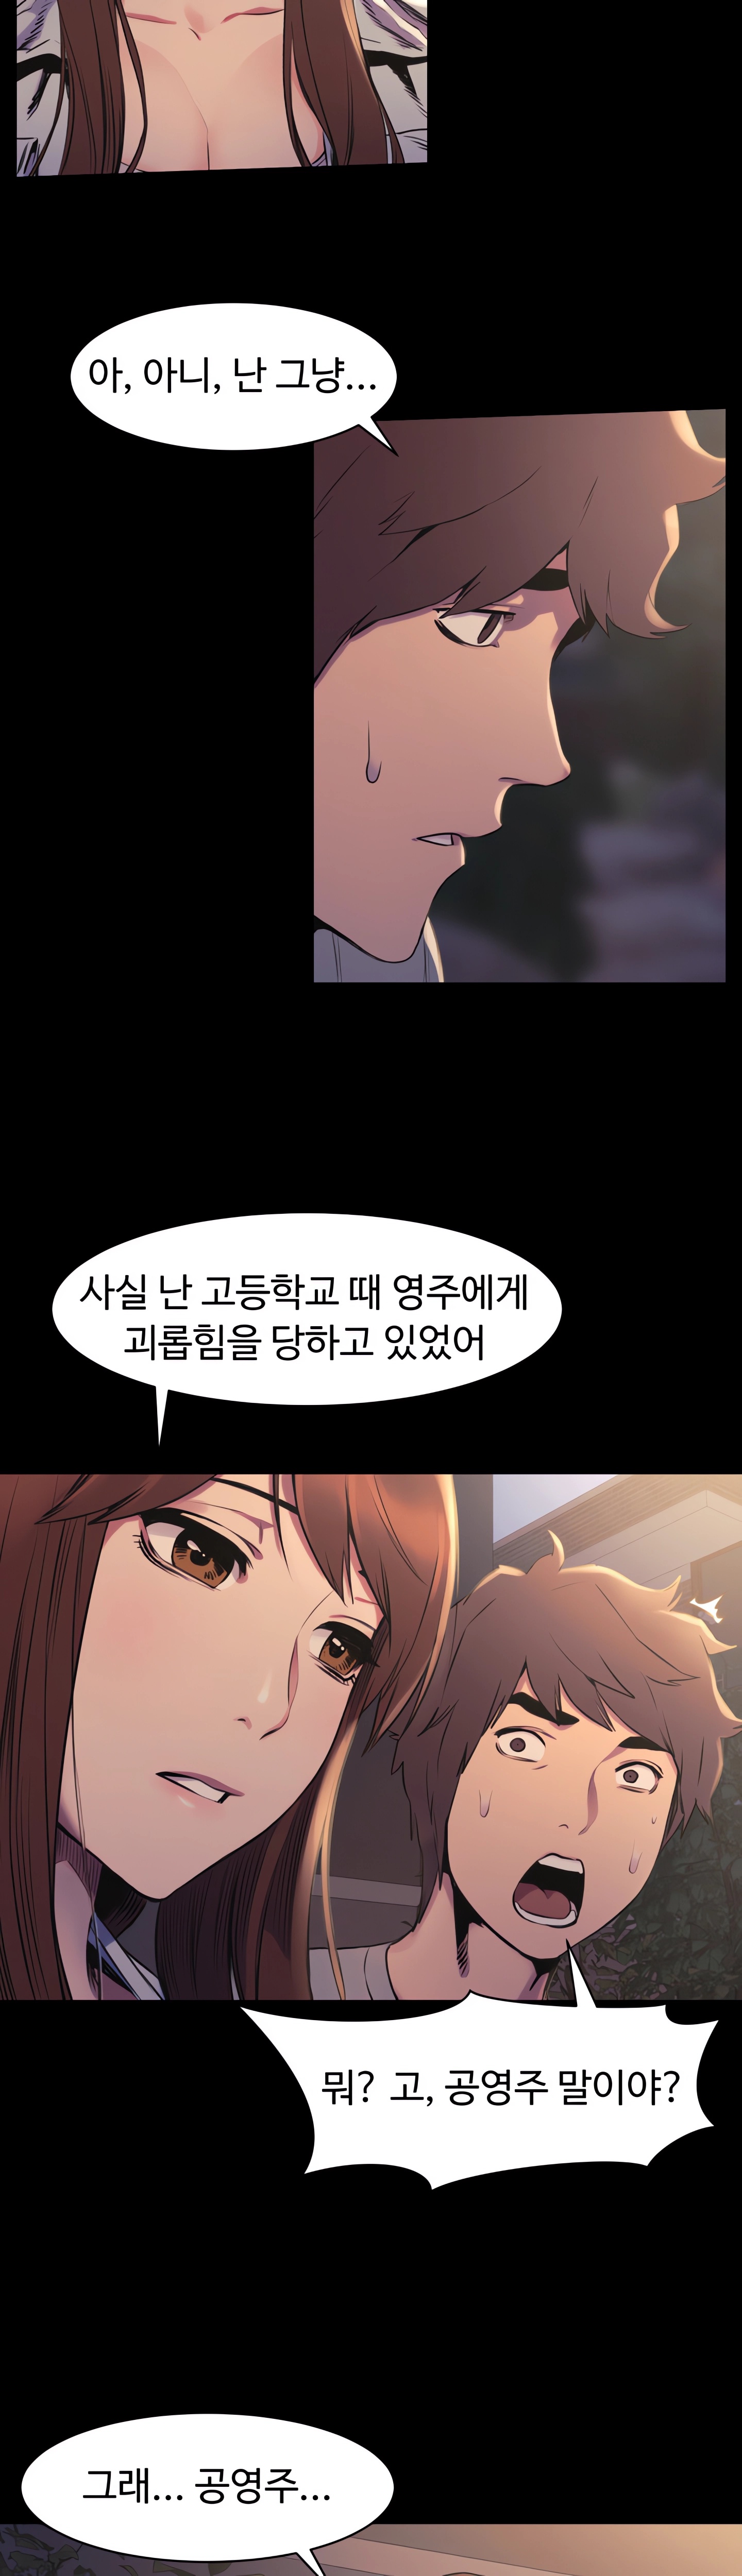 아, 아니, 난 그냥...
사실 난 고등학교 때 영주에게
괴롭힘을 당하고 있었어
뭐? 고, 공영주 말이야?
그래... 공영주...